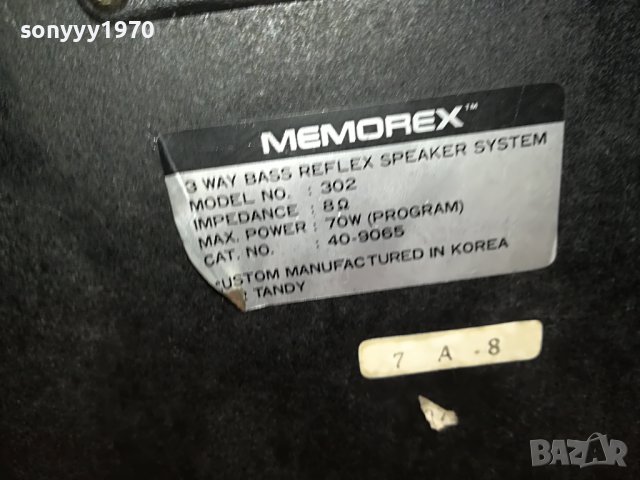 sonyyy1970
MEMOREX™
3 WAY BASS REFLEX SPEAKER SYSTEM
MODEL NO. : 302
IMPEDANCE : 8Ω
MAX. POWER : 70W (PROGRAM)
CAT. NO. : 40-9065
CUSTOM MANUFACTURED IN KOREA
TANDY
7 A - 8
BAZAR